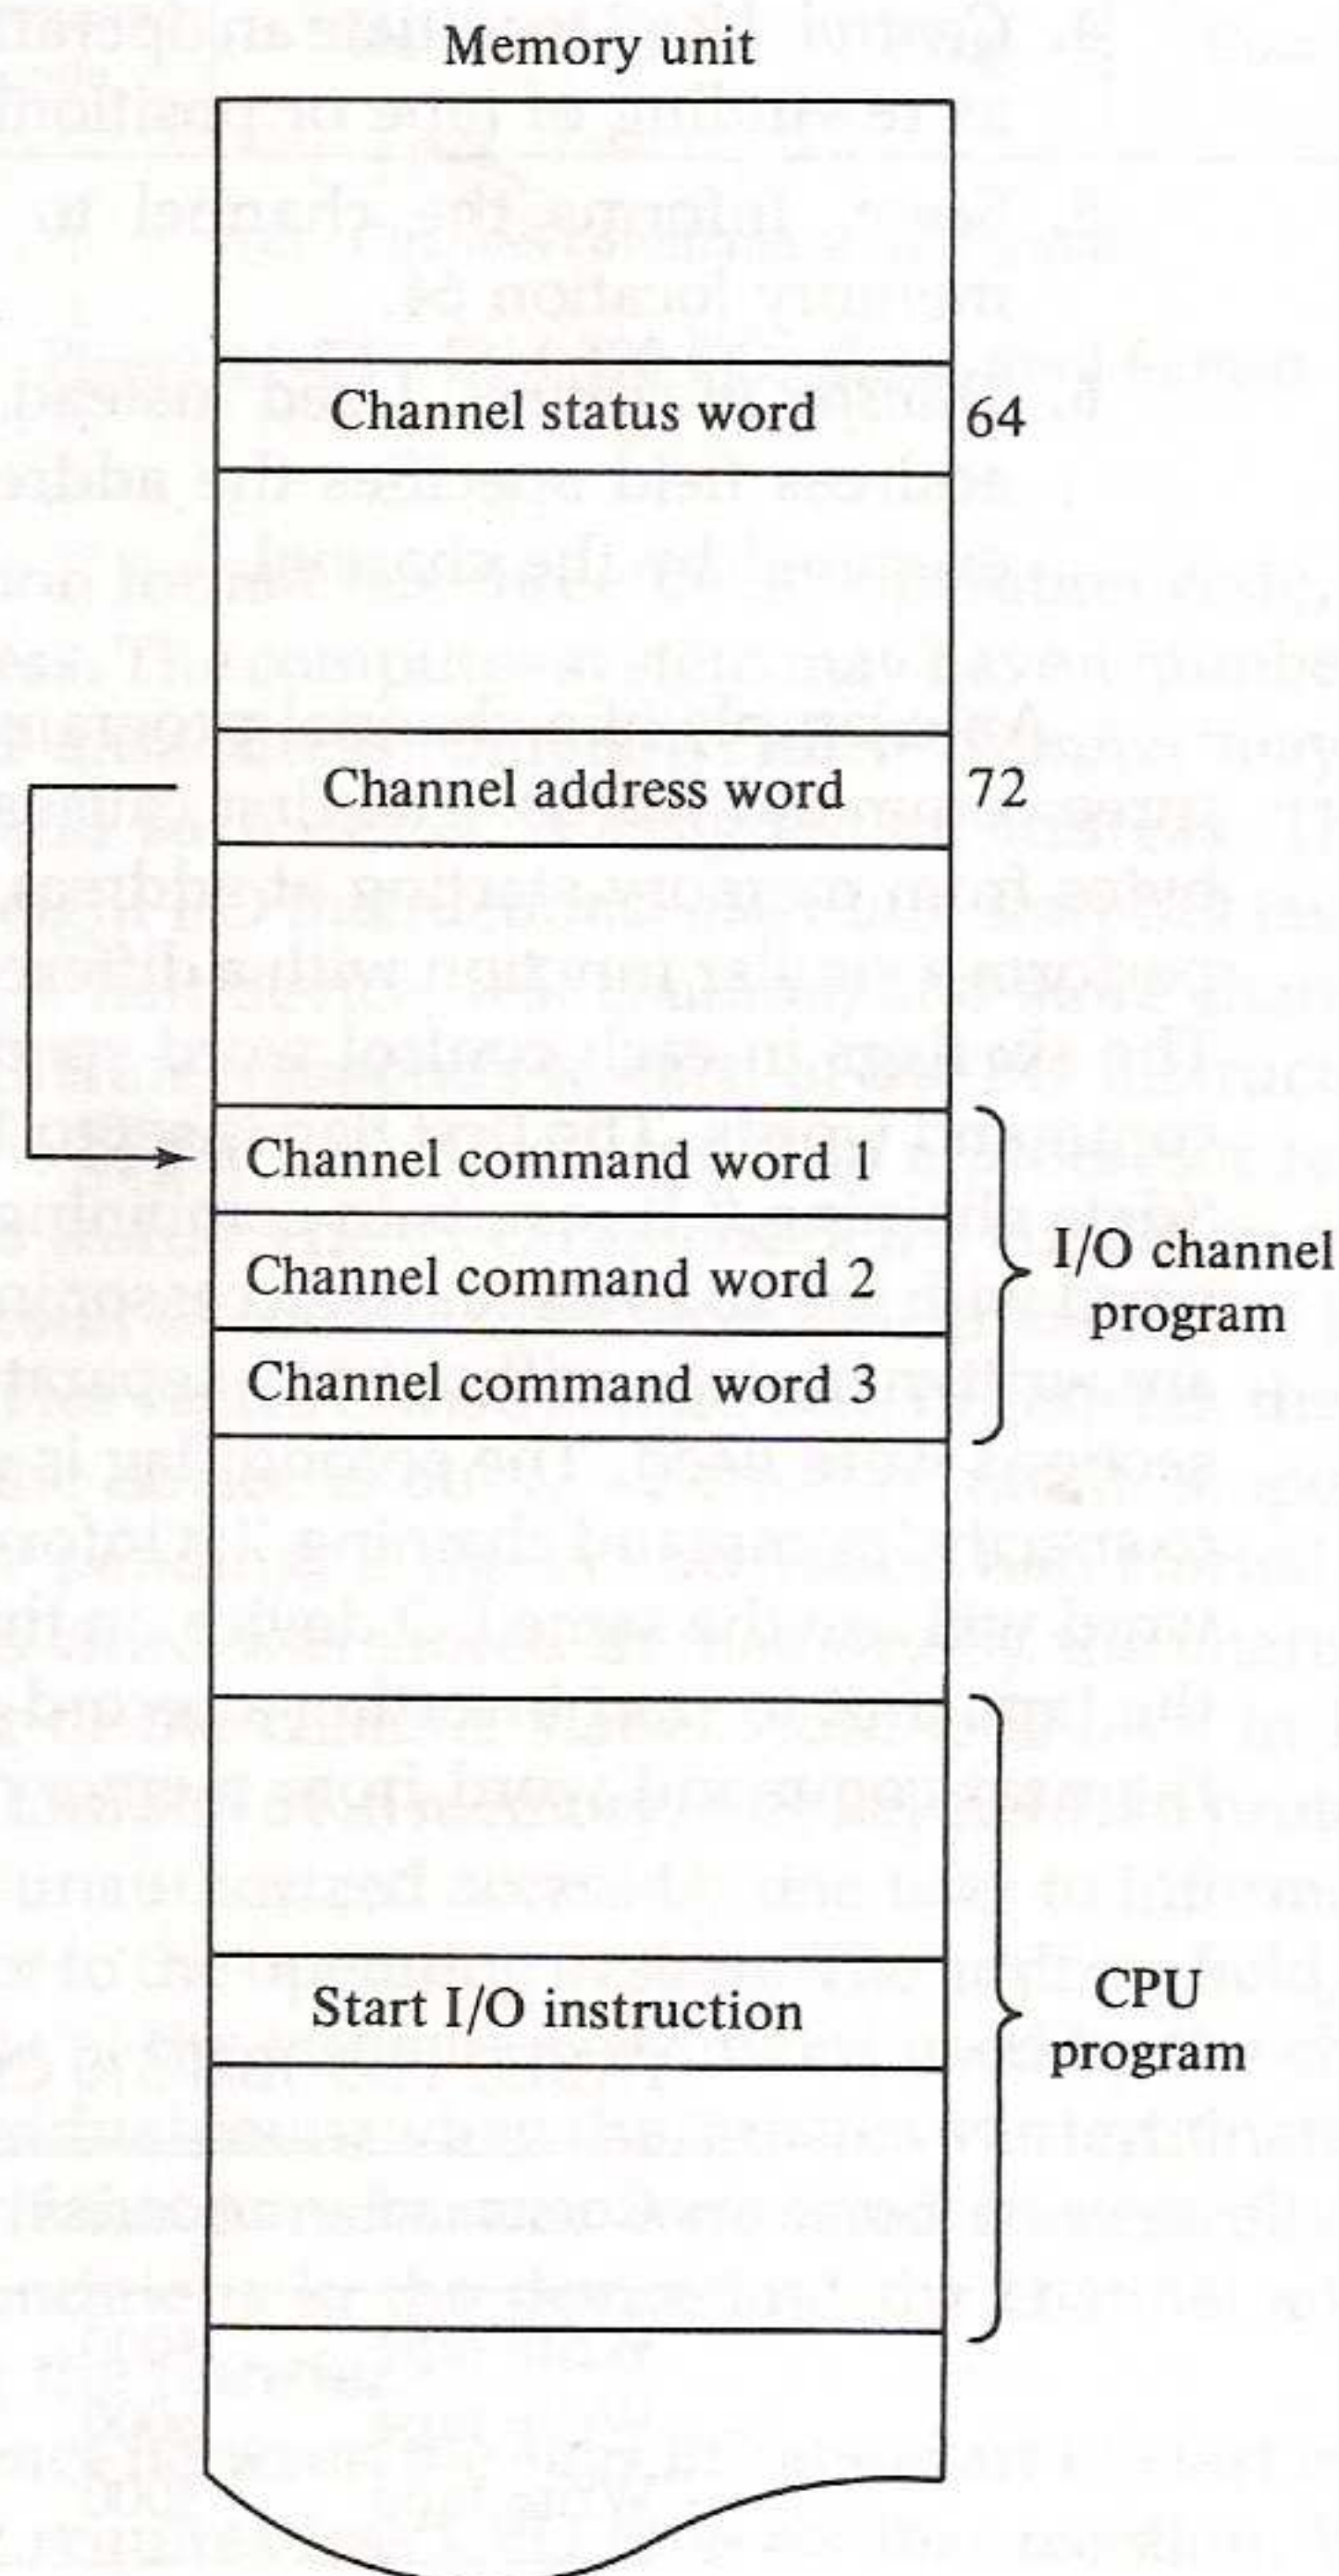 Memory unit
Channel status word 64
Channel address word 72
Channel command word 1
Channel command word 2
Channel command word 3
I/O channel
program
Start I/O instruction
CPU
program